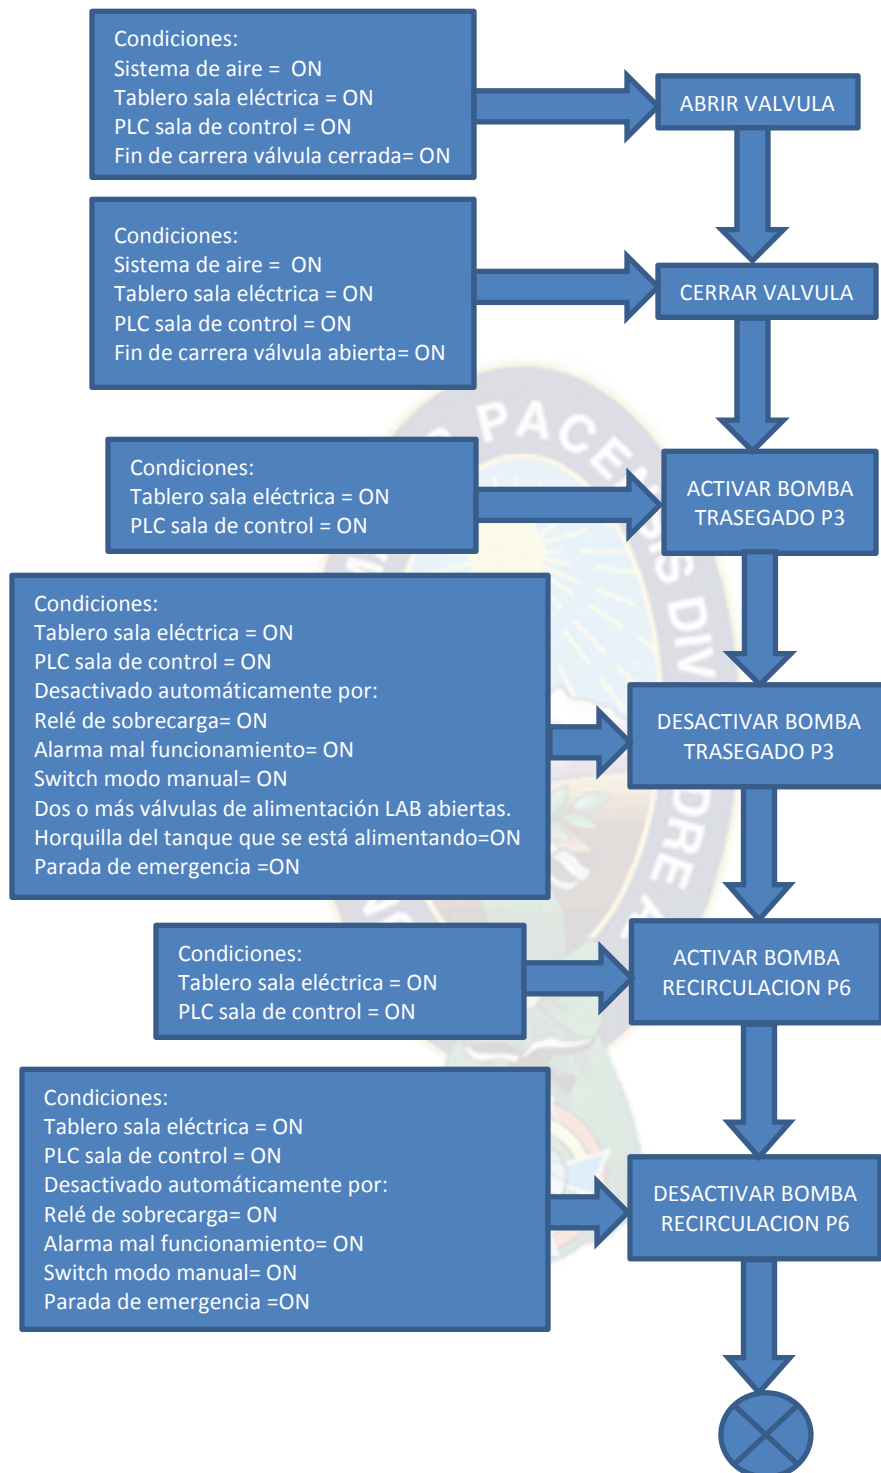 Condiciones:
Sistema de aire =  ON
Tablero sala eléctrica = ON
PLC sala de control = ON
Fin de carrera válvula cerrada= ON
ABRIR VALVULA
Condiciones:
Sistema de aire =  ON
Tablero sala eléctrica = ON
PLC sala de control = ON
Fin de carrera válvula abierta= ON
CERRAR VALVULA
Condiciones:
Tablero sala eléctrica = ON
PLC sala de control = ON
ACTIVAR BOMBA
TRASEGADO P3
Condiciones:
Tablero sala eléctrica = ON
PLC sala de control = ON
Desactivado automáticamente por:
Relé de sobrecarga= ON
Alarma mal funcionamiento= ON
Switch modo manual= ON
Dos o más válvulas de alimentación LAB abiertas.
Horquilla del tanque que se está alimentando=ON
Parada de emergencia =ON
DESACTIVAR BOMBA
TRASEGADO P3
Condiciones:
Tablero sala eléctrica = ON
PLC sala de control = ON
ACTIVAR BOMBA
RECIRCULACION P6
Condiciones:
Tablero sala eléctrica = ON
PLC sala de control = ON
Desactivado automáticamente por:
Relé de sobrecarga= ON
Alarma mal funcionamiento= ON
Switch modo manual= ON
Parada de emergencia =ON
DESACTIVAR BOMBA
RECIRCULACION P6
PACENSIS DIV